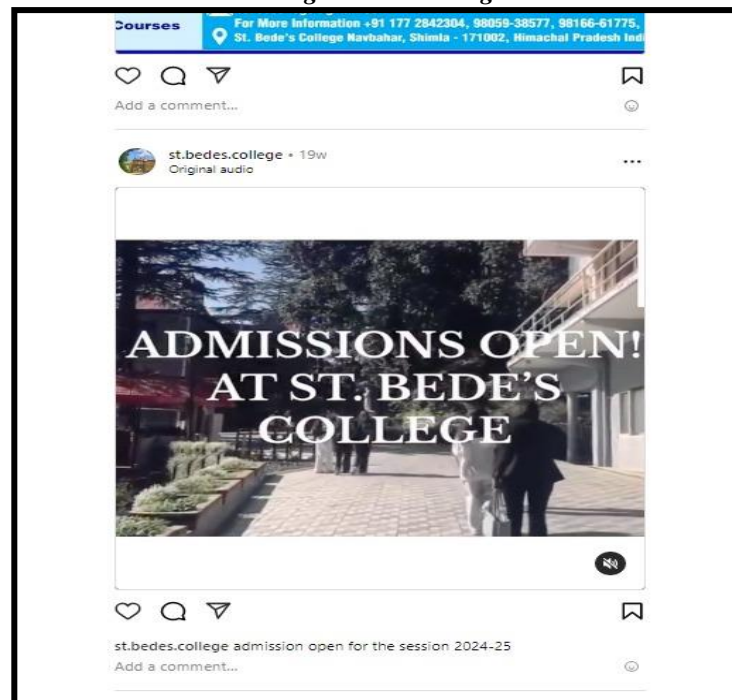 Courses
For More Information +91 177 2842304, 98059-38577, 98166-61775,
St. Bede's College Navbahar, Shimla - 171002, Himachal Pradesh Indi
Add a comment...
st.bedes.college • 19w
Original audio
ADMISSIONS OPEN!
AT ST. BEDE'S
COLLEGE
st.bedes.college admission open for the session 2024-25
Add a comment...